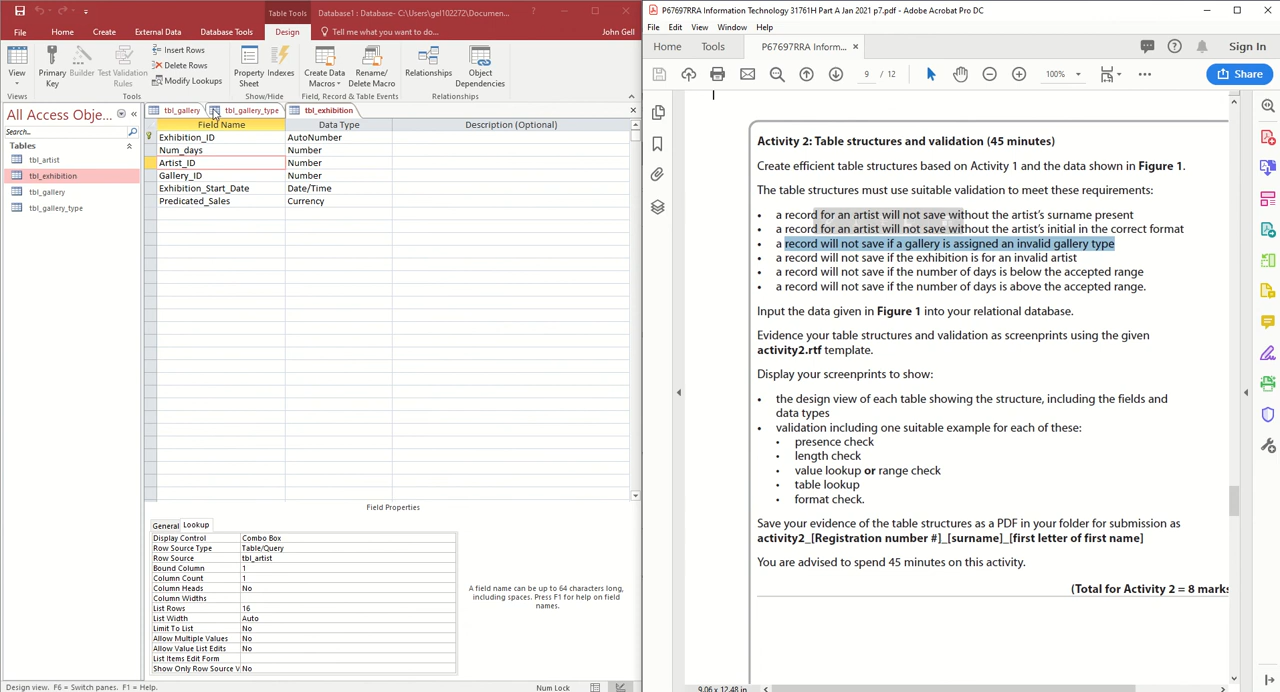 Table Tools
Database1 : Database- C:\Users\gel102272\Documen...
File
Home
Create
External Data
Database Tools
Design
Tell me what you want to do...
John Gell
View
Primary Key
Builder
Test Validation Rules
Insert Rows
Delete Rows
Modify Lookups
Property Sheet
Indexes
Create Data Macros
Rename/ Delete Macro
Relationships
Object Dependencies
Views
Tools
Show/Hide
Field, Record & Table Events
Relationships
All Access Obje...
Search...
Tables
tbl_artist
tbl_exhibition
tbl_gallery
tbl_gallery_type
tbl_gallery
tbl_gallery_type
tbl_exhibition
Field Name
Data Type
Description (Optional)
Exhibition_ID
AutoNumber
Num_days
Number
Artist_ID
Number
Gallery_ID
Number
Exhibition_Start_Date
Date/Time
Predicated_Sales
Currency
Field Properties
General
Lookup
Display Control
Combo Box
Row Source Type
Table/Query
Row Source
tbl_artist
Bound Column
1
Column Count
1
Column Heads
No
Column Widths
List Rows
16
List Width
Auto
Limit To List
No
Allow Multiple Values
No
Allow Value List Edits
No
List Items Edit Form
Show Only Row Source V
No
A field name can be up to 64 characters long,
including spaces. Press F1 for help on field
names.
Design view. F6 = Switch panes. F1 = Help.
Num Lock
P67697RRA Information Technology 31761H Part A Jan 2021 p7.pdf - Adobe Acrobat Pro DC
File Edit View Window Help
Home
Tools
P67697RRA Inform...
Sign In
9 / 12
100%
Share
Activity 2: Table structures and validation (45 minutes)
Create efficient table structures based on Activity 1 and the data shown in Figure 1.
The table structures must use suitable validation to meet these requirements:
• a record for an artist will not save without the artist's surname present
• a record for an artist will not save without the artist's initial in the correct format
• a record will not save if a gallery is assigned an invalid gallery type
• a record will not save if the exhibition is for an invalid artist
• a record will not save if the number of days is below the accepted range
• a record will not save if the number of days is above the accepted range.
Input the data given in Figure 1 into your relational database.
Evidence your table structures and validation as screenprints using the given
activity2.rtf template.
Display your screenprints to show:
• the design view of each table showing the structure, including the fields and
data types
• validation including one suitable example for each of these:
• presence check
• length check
• value lookup or range check
• table lookup
• format check.
Save your evidence of the table structures as a PDF in your folder for submission as
activity2_[Registration number #]_[surname]_[first letter of first name]
You are advised to spend 45 minutes on this activity.
(Total for Activity 2 = 8 marks
9.06 x 12.48 in